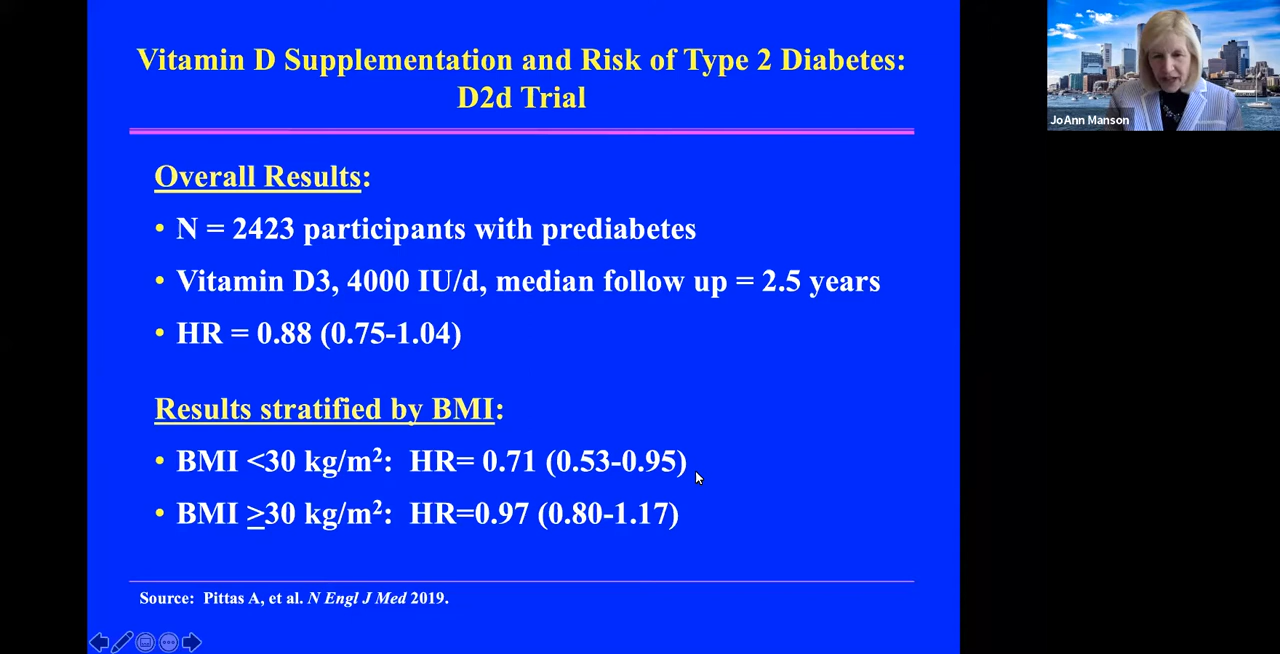 Vitamin D Supplementation and Risk of Type 2 Diabetes:
D2d Trial
JoAnn Manson
Overall Results:
• N = 2423 participants with prediabetes
• Vitamin D3, 4000 IU/d, median follow up = 2.5 years
• HR = 0.88 (0.75-1.04)
Results stratified by BMI:
• BMI <30 kg/m²: HR= 0.71 (0.53-0.95)
• BMI ≥30 kg/m²: HR=0.97 (0.80-1.17)
Source: Pittas A, et al. N Engl J Med 2019.